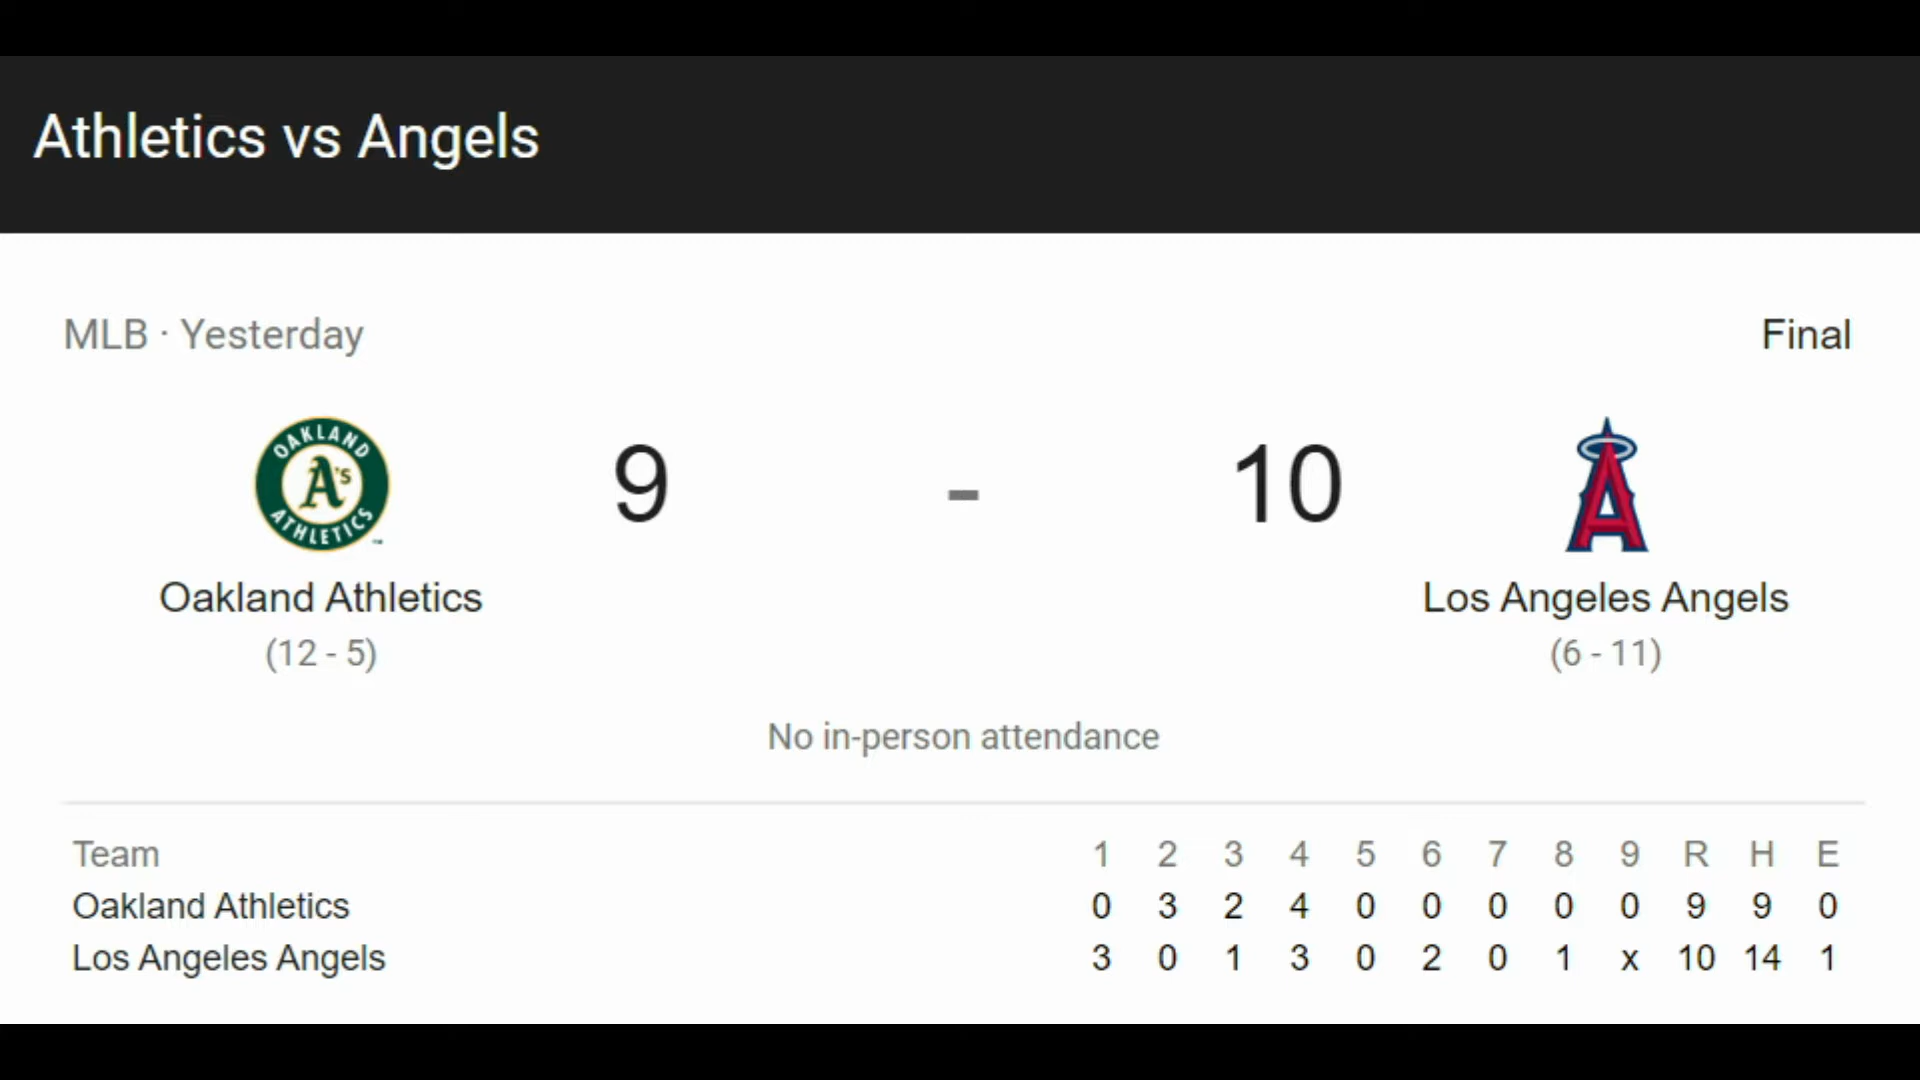 Athletics vs Angels
MLB · Yesterday
Final
OAKLAND
A's
ATHLETICS
™
9 - 10
A
Oakland Athletics
Los Angeles Angels
(12 - 5)
(6 - 11)
No in-person attendance
Team 1 2 3 4 5 6 7 8 9 R H E
Oakland Athletics 0 3 2 4 0 0 0 0 0 9 9 0
Los Angeles Angels 3 0 1 3 0 2 0 1 x 10 14 1